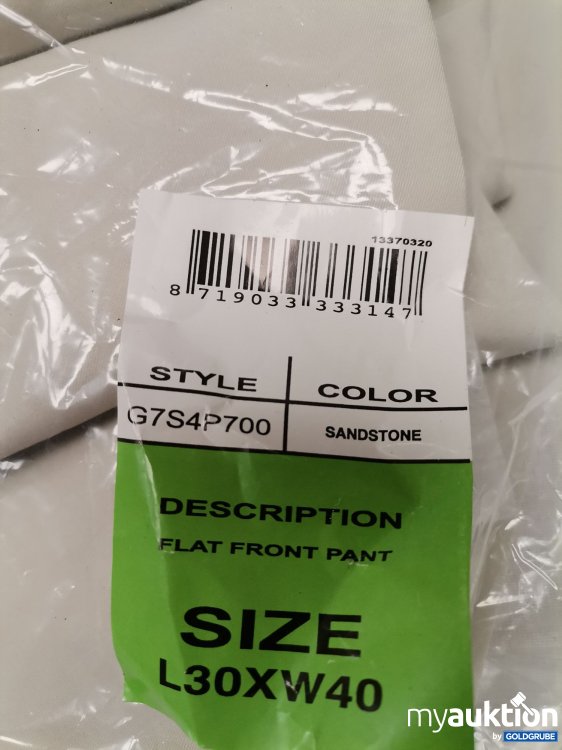 13370320
8 719033 333147
STYLE COLOR
G7S4P700 SANDSTONE
DESCRIPTION
FLAT FRONT PANT
SIZE
L30XW40
myauktion
by GOLDGRUBE